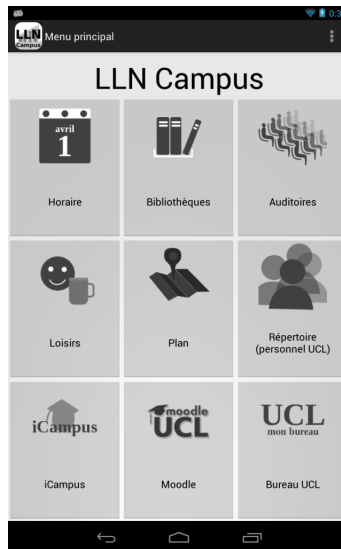 0:3
LLN
Campus
Menu principal
LLN Campus
avril
1
Horaire
Bibliothèques
Auditoires
Loisirs
Plan
Répertoire
(personnel UCL)
iCampus
moodle
UCL
UCL
mon bureau
iCampus
Moodle
Bureau UCL